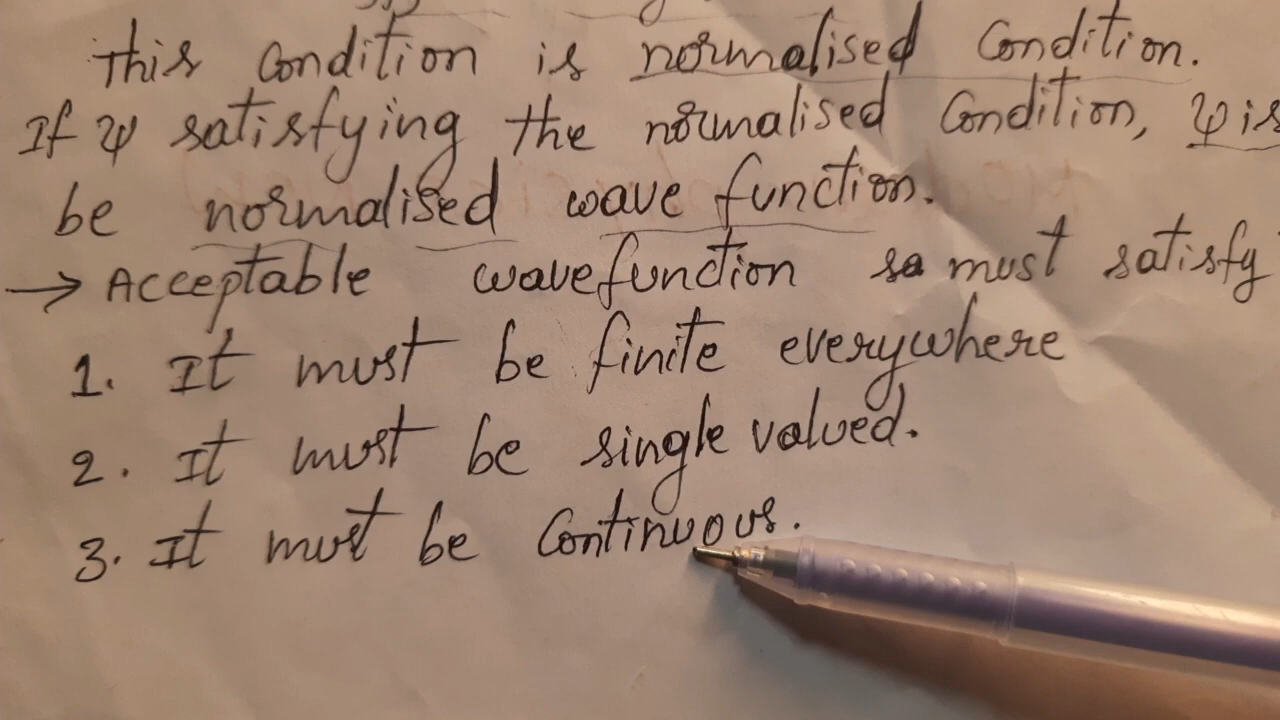 this condition is normalised condition.
If ψ satisfying the normalised condition, ψ is
be normalised wave function.
→ Acceptable wavefunction must satisfy
1. It must be finite everywhere
2. It must be single valued.
3. It must be continuous.